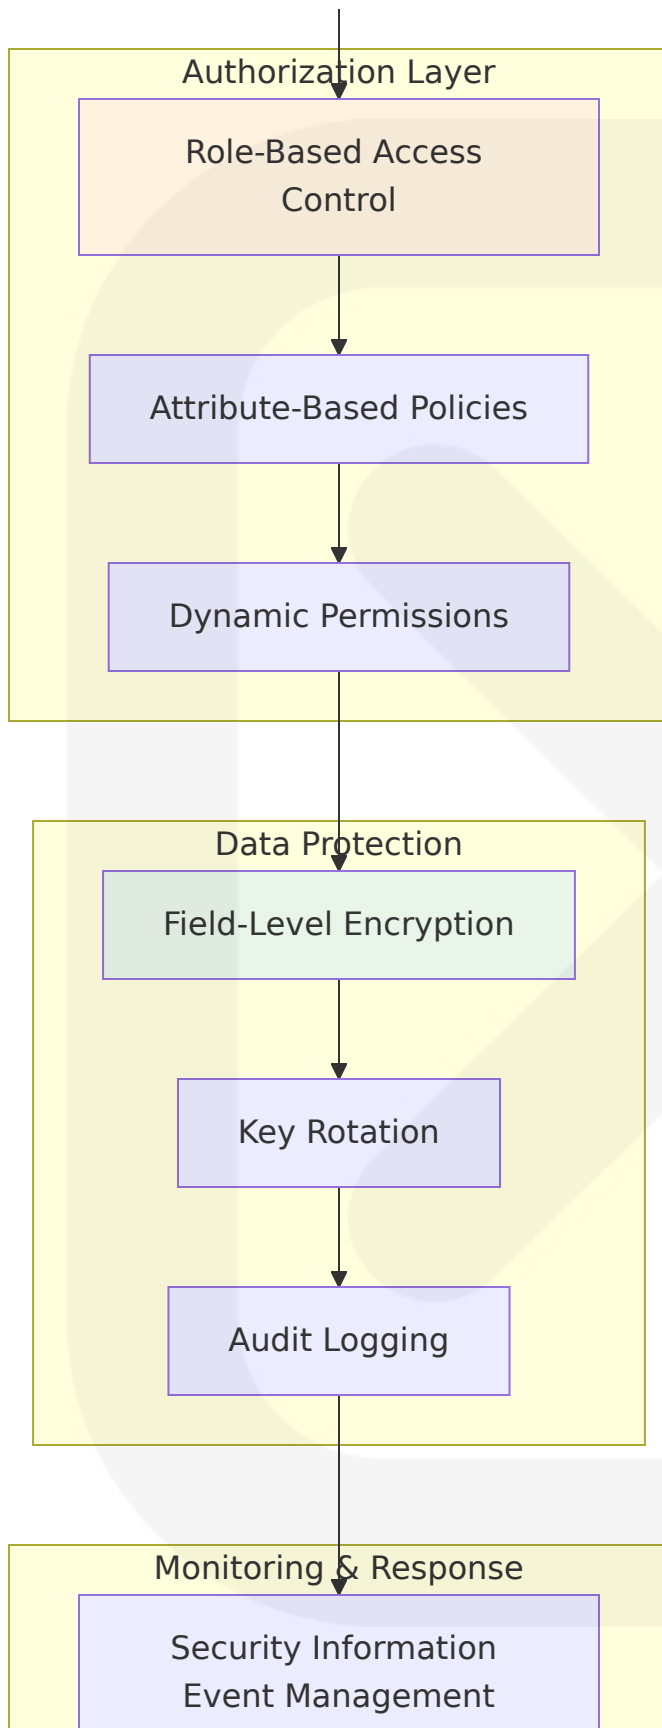 Authorization Layer
Role-Based Access
Control
Attribute-Based Policies
Dynamic Permissions
Data Protection
Field-Level Encryption
Key Rotation
Audit Logging
Monitoring & Response
Security Information
Event Management